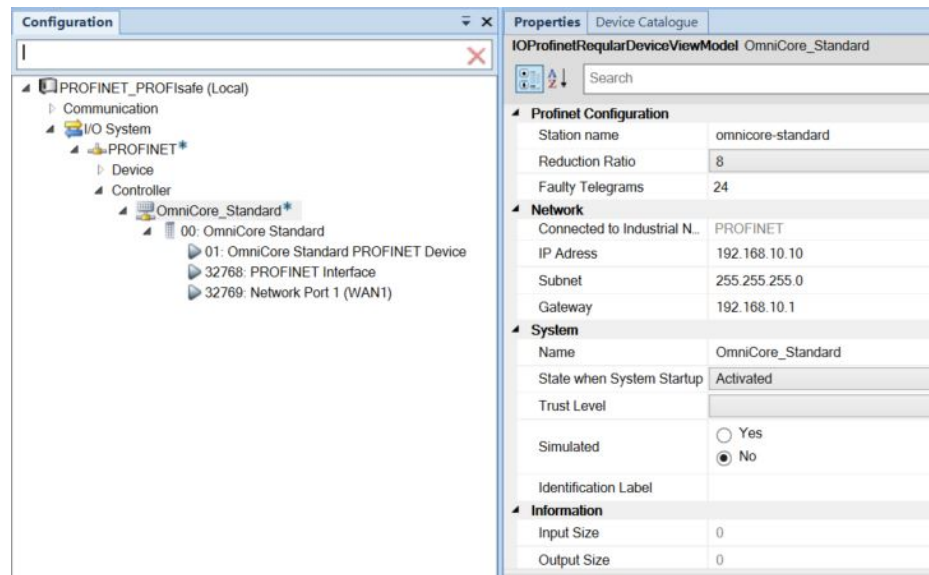 Configuration
PROFINET_PROFIsafe (Local)
Communication
I/O System
PROFINET*
Device
Controller
OmniCore_Standard*
00: OmniCore Standard
01: OmniCore Standard PROFINET Device
32768: PROFINET Interface
32769: Network Port 1 (WAN1)
Properties Device Catalogue
IOProfinetReqularDeviceViewModel OmniCore_Standard
Search
Profinet Configuration
Station name omnicore-standard
Reduction Ratio 8
Faulty Telegrams 24
Network
Connected to Industrial N... PROFINET
IP Adress 192.168.10.10
Subnet 255.255.255.0
Gateway 192.168.10.1
System
Name OmniCore_Standard
State when System Startup Activated
Trust Level
Simulated
Yes
No
Identification Label
Information
Input Size 0
Output Size 0